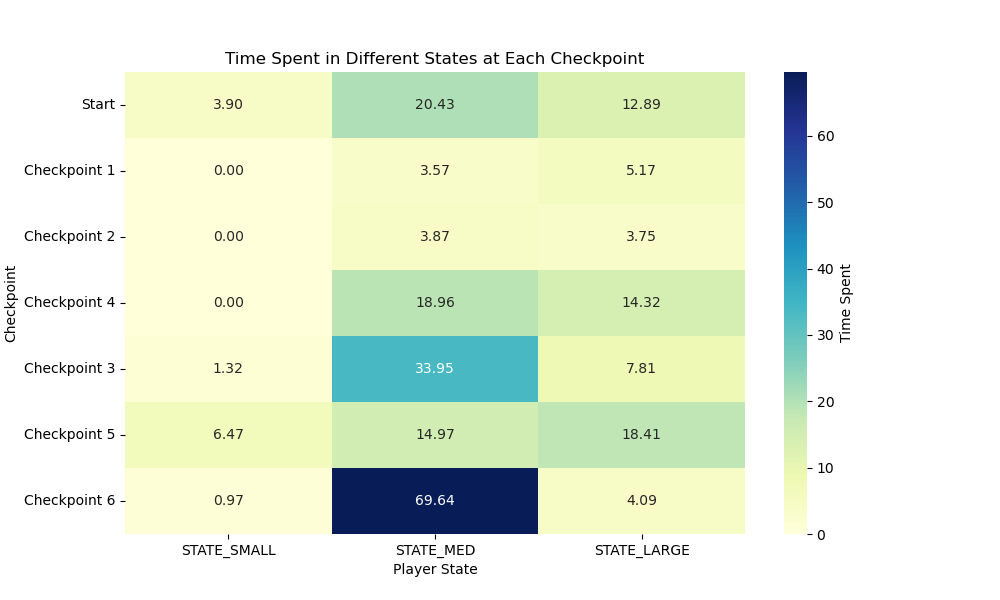 Time Spent in Different States at Each Checkpoint
Checkpoint
Start 3.90 20.43 12.89
Checkpoint 1 0.00 3.57 5.17
Checkpoint 2 0.00 3.87 3.75
Checkpoint 4 0.00 18.96 14.32
Checkpoint 3 1.32 33.95 7.81
Checkpoint 5 6.47 14.97 18.41
Checkpoint 6 0.97 69.64 4.09
STATE_SMALL STATE_MED STATE_LARGE
Player State
60
50
40
30
20
10
0
Time Spent